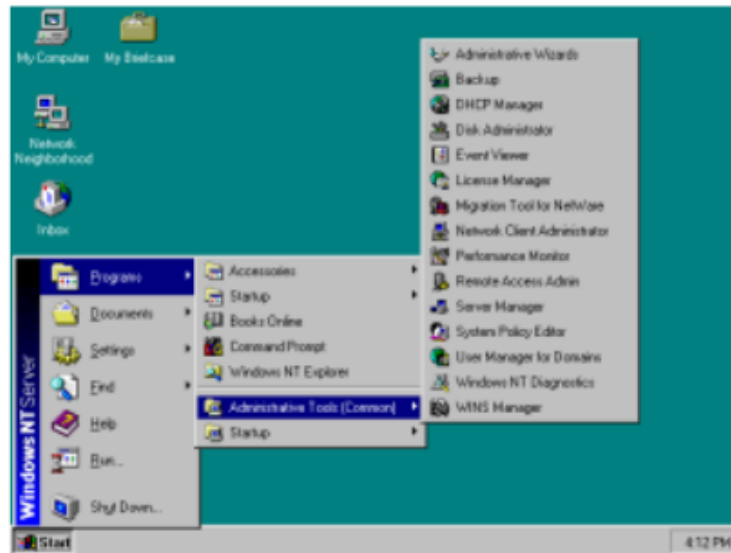 My Computer
My Briefcase
Network
Neighborhood
Inbox
Windows NT Server
Programs
Documents
Settings
Find
Help
Run...
Shut Down...
Accessories
Startup
Books Online
Command Prompt
Windows NT Explorer
Administrative Tools (Common)
Startup
Administrative Wizards
Backup
DHCP Manager
Disk Administrator
Event Viewer
License Manager
Migration Tool for NetWare
Network Client Administrator
Performance Monitor
Remote Access Admin
Server Manager
System Policy Editor
User Manager for Domains
Windows NT Diagnostics
WINS Manager
Start
4:12 PM